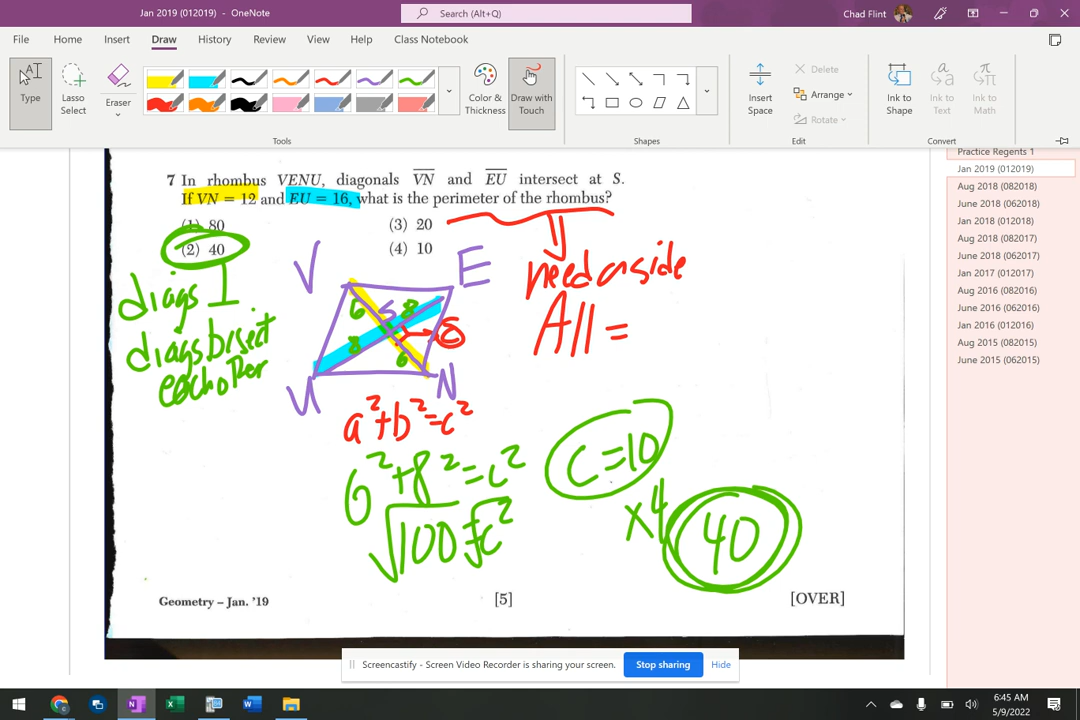 Jan 2019 (012019) - OneNote
Search (Alt+Q)
Chad Flint
File Home Insert Draw History Review View Help Class Notebook
Type
Lasso Select
Eraser
Color & Thickness
Draw with Touch
Insert Space
Delete
Arrange
Rotate
Ink to Shape
Ink to Text
Ink to Math
Tools
Shapes
Edit
Convert
7 In rhombus VENU, diagonals VN and EU intersect at S.
If VN = 12 and EU = 16, what is the perimeter of the rhombus?
(1) 80
(3) 20
(2) 40
(4) 10
diags ⊥
diags bisect
each other
V
E
6
S
8
8
6
8
U
N
need a side
All =
a²+b²=c²
6²+8²=c²
√100=√c²
c=10
x4
40
Geometry – Jan. '19
[5]
[OVER]
Practice Regents 1
Jan 2019 (012019)
Aug 2018 (082018)
June 2018 (062018)
Jan 2018 (012018)
Aug 2018 (082017)
June 2018 (062017)
Jan 2017 (012017)
Aug 2016 (082016)
June 2016 (062016)
Jan 2016 (012016)
Aug 2015 (082015)
June 2015 (062015)
Screencastify - Screen Video Recorder is sharing your screen.
Stop sharing
Hide
6:45 AM
5/9/2022